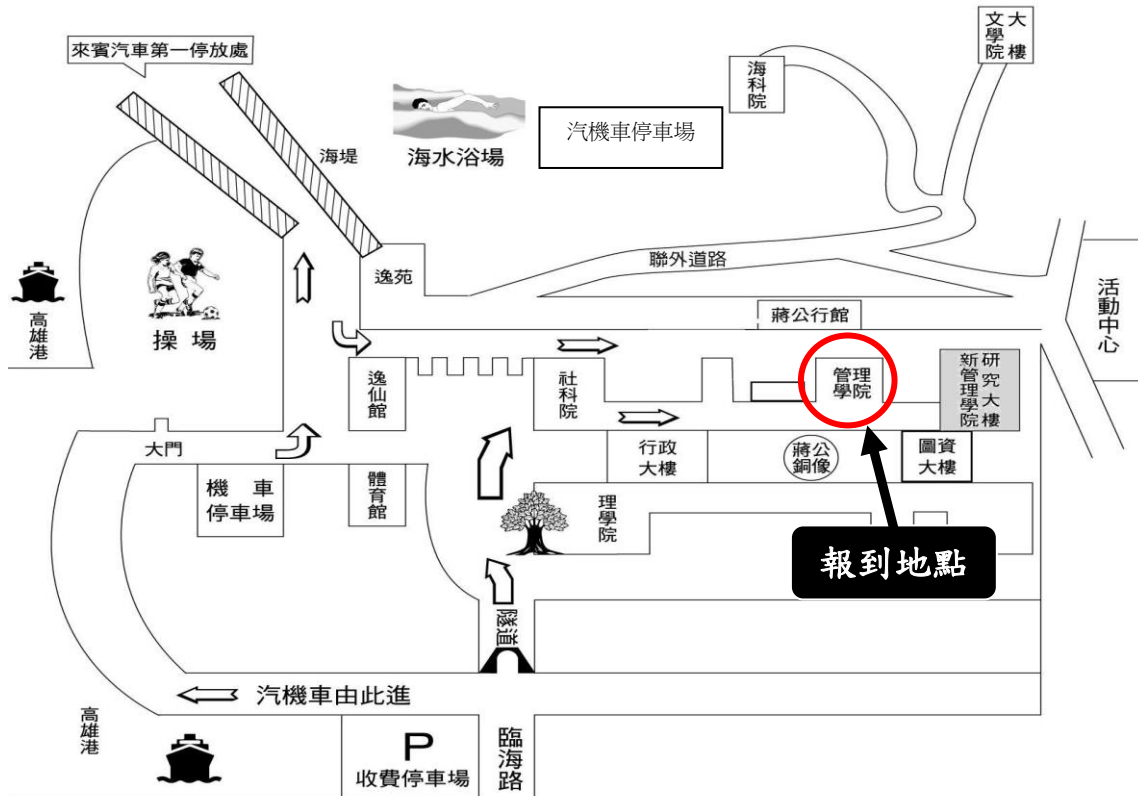 來賓汽車第一停放處
大樓
文學院
海科院
汽機車停車場
海堤
海水浴場
聯外道路
逸苑
活動中心
高雄港
操場
蔣公行館
逸仙館
社科院
管理
學院
研究大樓
新管理學院
大門
行政
大樓
蔣公
銅像
圖資
大樓
機車
停車場
體育館
理學院
報到地點
隧道
汽機車由此進
高雄港
P
收費停車場
臨海路